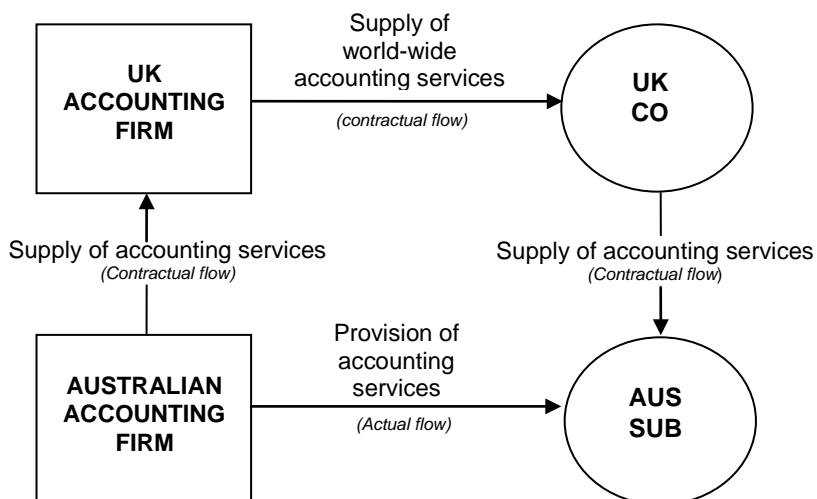 Supply of
world-wide
accounting services
(contractual flow)
UK
ACCOUNTING
FIRM
UK
CO
Supply of accounting services
(Contractual flow)
Supply of accounting services
(Contractual flow)
Provision of
accounting
services
(Actual flow)
AUSTRALIAN
ACCOUNTING
FIRM
AUS
SUB